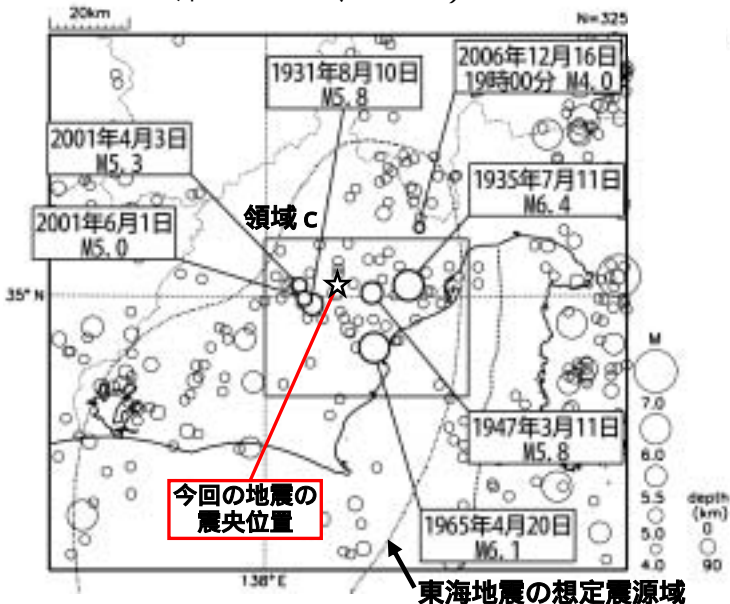 20km
N=325
1931年8月10日
M5.8
2006年12月16日
19時00分 M4.0
2001年4月3日
M5.3
1935年7月11日
M6.4
2001年6月1日
M5.0
領域 c
35°N
M
7.0
6.0
5.5
5.0
4.0
depth
(km)
0
90
1947年3月11日
M5.8
今回の地震の
震央位置
1965年4月20日
M6.1
138°E
東海地震の想定震源域